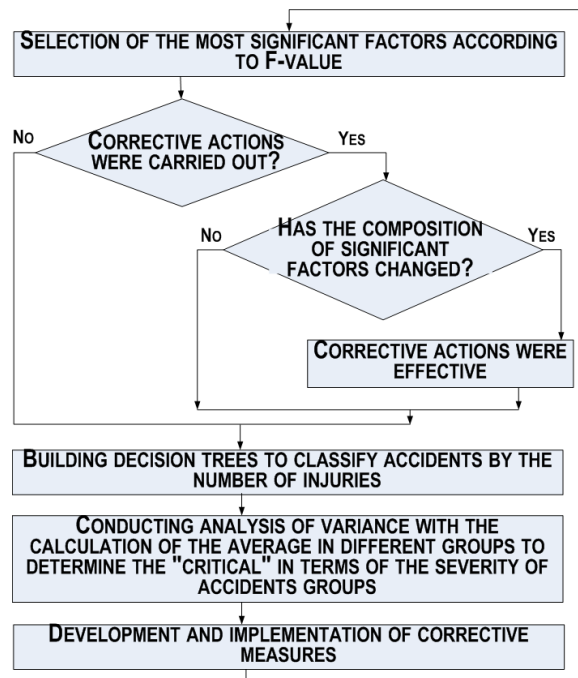 SELECTION OF THE MOST SIGNIFICANT FACTORS ACCORDING
TO F-VALUE
NO
CORRECTIVE ACTIONS
WERE CARRIED OUT?
YES
NO
HAS THE COMPOSITION
OF SIGNIFICANT
FACTORS CHANGED?
YES
CORRECTIVE ACTIONS WERE
EFFECTIVE
BUILDING DECISION TREES TO CLASSIFY ACCIDENTS BY THE
NUMBER OF INJURIES
CONDUCTING ANALYSIS OF VARIANCE WITH THE
CALCULATION OF THE AVERAGE IN DIFFERENT GROUPS TO
DETERMINE THE "CRITICAL" IN TERMS OF THE SEVERITY OF
ACCIDENTS GROUPS
DEVELOPMENT AND IMPLEMENTATION OF CORRECTIVE
MEASURES